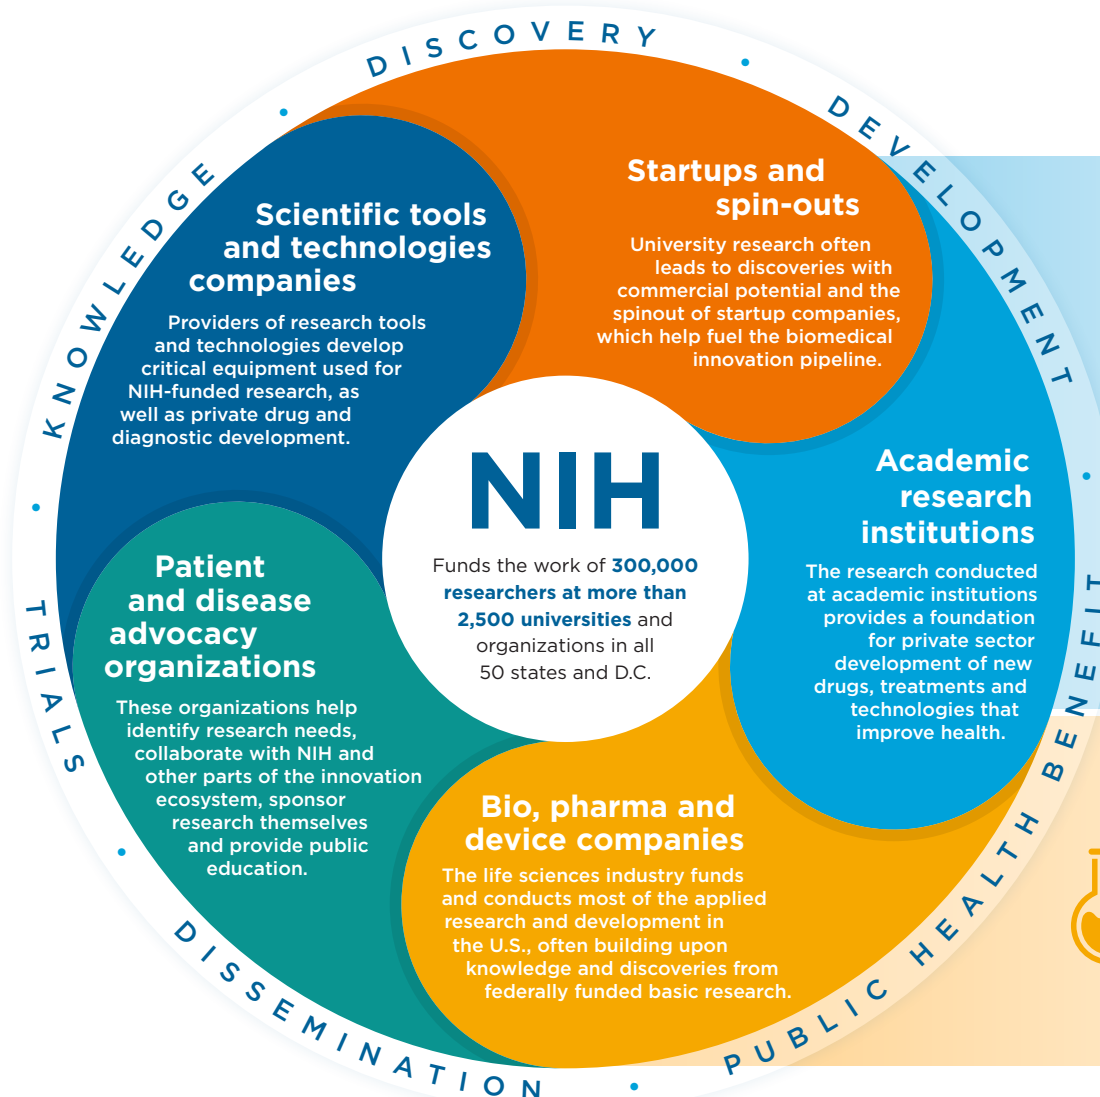 DISCOVERY
DEVELOPMENT
PUBLIC HEALTH BENEFIT
DISSEMINATION
TRIALS
KNOWLEDGE
Startups and
spin-outs
University research often
leads to discoveries with
commercial potential and the
spinout of startup companies,
which help fuel the biomedical
innovation pipeline.
Academic
research
institutions
The research conducted
at academic institutions
provides a foundation
for private sector
development of new
drugs, treatments and
technologies that
improve health.
Bio, pharma and
device companies
The life sciences industry funds
and conducts most of the applied
research and development in
the U.S., often building upon
knowledge and discoveries from
federally funded basic research.
Patient
and disease
advocacy
organizations
These organizations help
identify research needs,
collaborate with NIH and
other parts of the innovation
ecosystem, sponsor
research themselves
and provide public
education.
Scientific tools
and technologies
companies
Providers of research tools
and technologies develop
critical equipment used for
NIH-funded research, as
well as private drug and
diagnostic development.
NIH
Funds the work of 300,000
researchers at more than
2,500 universities and
organizations in all
50 states and D.C.